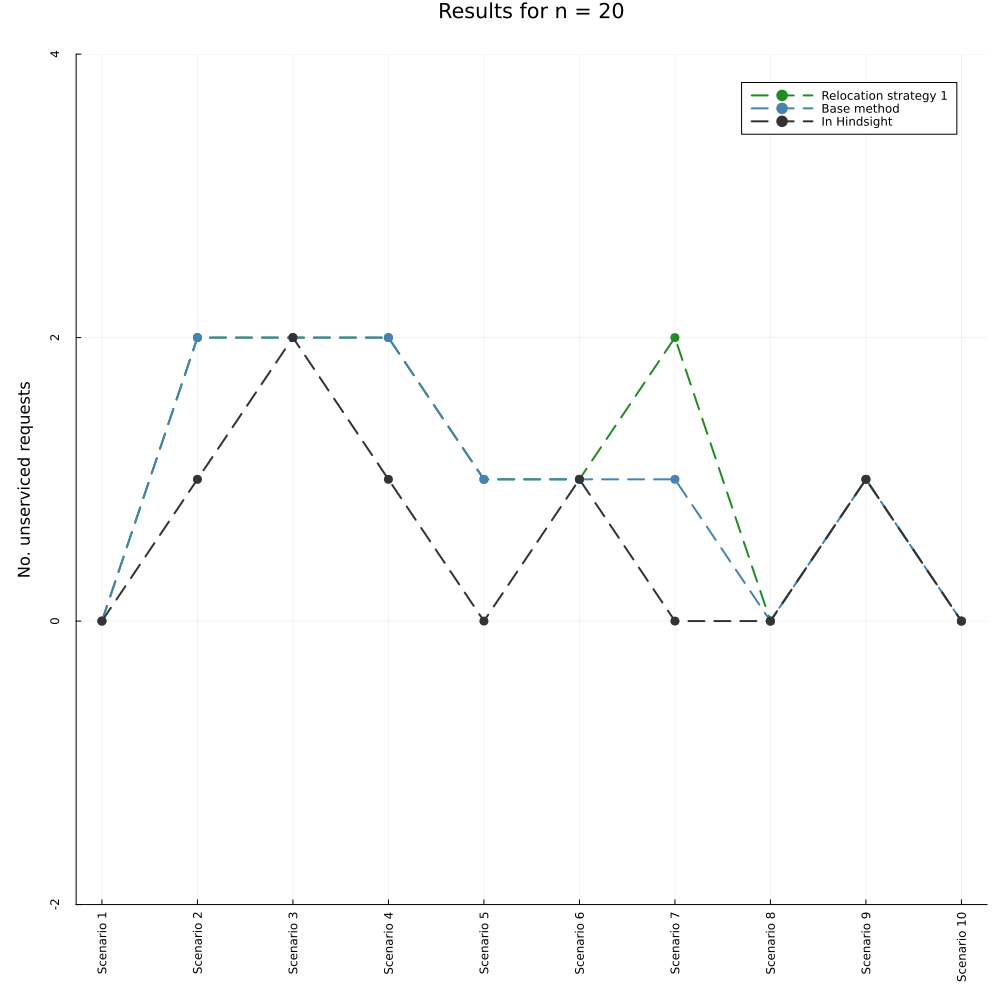 Results for n = 20
Relocation strategy 1
Base method
In Hindsight
No. unserviced requests
4
2
0
-2
Scenario 1
Scenario 2
Scenario 3
Scenario 4
Scenario 5
Scenario 6
Scenario 7
Scenario 8
Scenario 9
Scenario 10